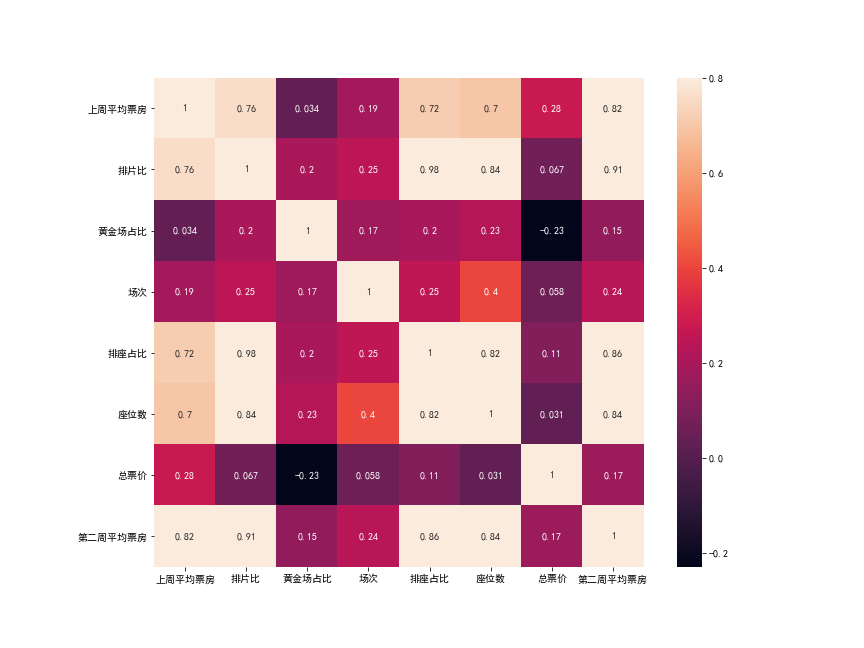 上周平均票房 1 0.76 0.034 0.19 0.72 0.7 0.28 0.82
排片比 0.76 1 0.2 0.25 0.98 0.84 0.067 0.91
黄金场占比 0.034 0.2 1 0.17 0.2 0.23 -0.23 0.15
场次 0.19 0.25 0.17 1 0.25 0.4 0.058 0.24
排座占比 0.72 0.98 0.2 0.25 1 0.82 0.11 0.86
座位数 0.7 0.84 0.23 0.4 0.82 1 0.031 0.84
总票价 0.28 0.067 -0.23 0.058 0.11 0.031 1 0.17
第二周平均票房 0.82 0.91 0.15 0.24 0.86 0.84 0.17 1
上周平均票房 排片比 黄金场占比 场次 排座占比 座位数 总票价 第二周平均票房
0.8
0.6
0.4
0.2
0.0
-0.2